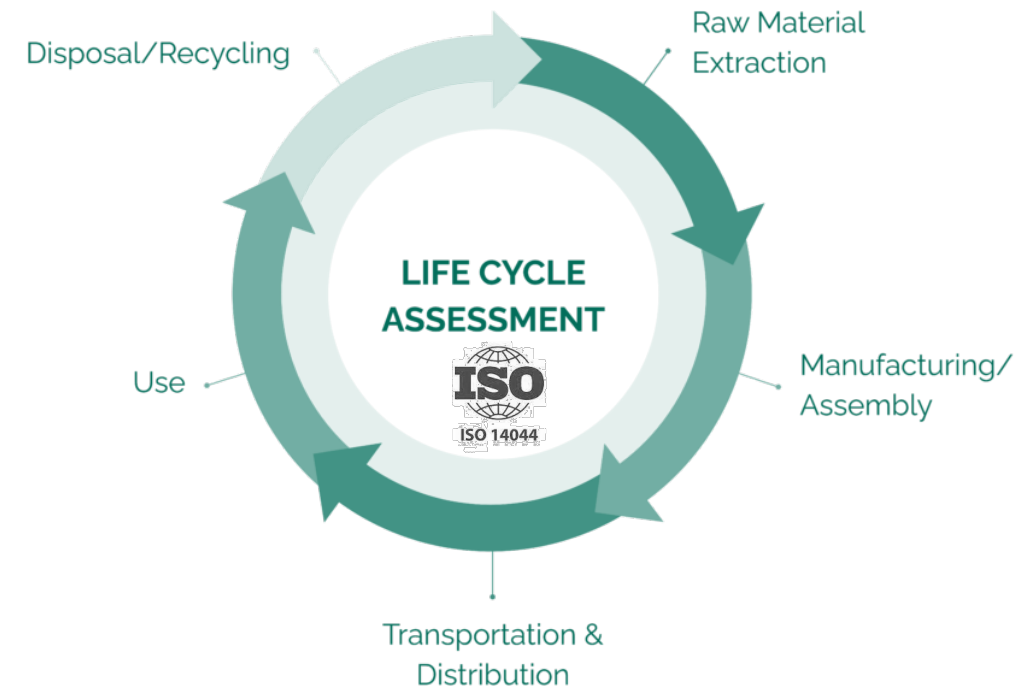 Raw Material
Extraction
Manufacturing/
Assembly
Transportation &
Distribution
Use
Disposal/Recycling
LIFE CYCLE
ASSESSMENT
ISO
ISO 14044